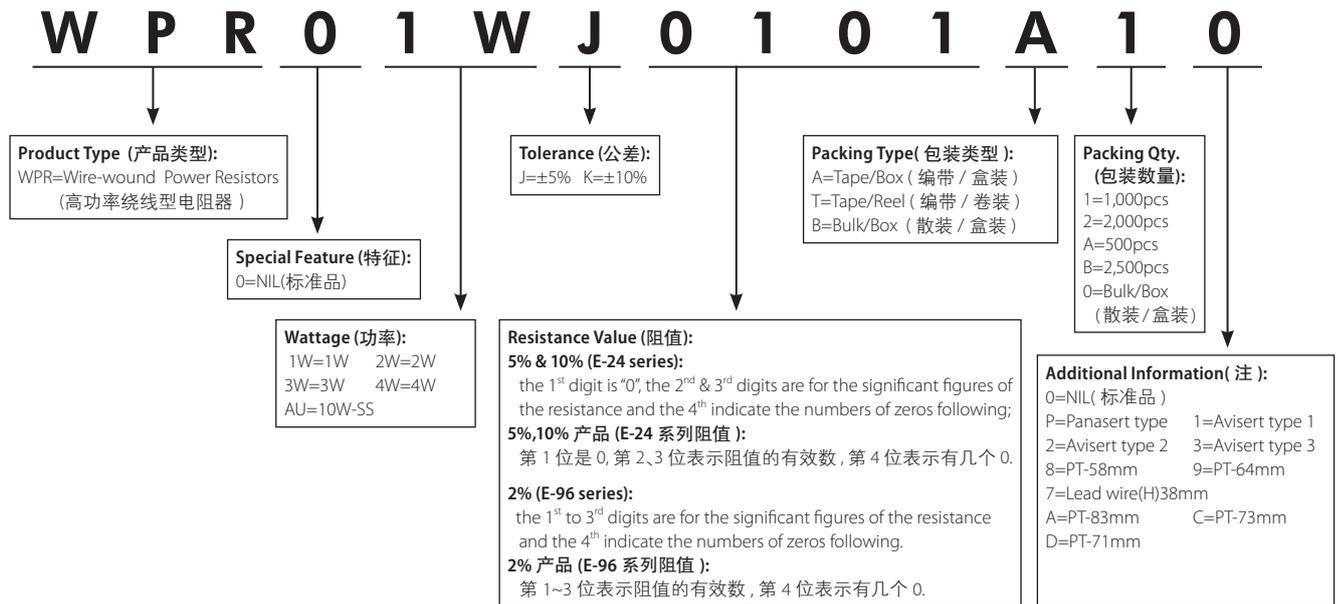 W P R 0 1 W J 0 1 0 1 A 1 0
Product Type (产品类型):
WPR=Wire-wound Power Resistors
(高功率绕线型电阻器)
Special Feature (特征):
0=NIL(标准品)
Wattage (功率):
1W=1W 2W=2W
3W=3W 4W=4W
AU=10W-SS
Tolerance (公差):
J=±5% K=±10%
Resistance Value (阻值):
5% & 10% (E-24 series):
the 1st digit is “0”, the 2nd & 3rd digits are for the significant figures of
the resistance and the 4th indicate the numbers of zeros following;
5%,10% 产品 (E-24 系列阻值 ):
第 1 位是 0, 第 2、3 位表示阻值的有效数 , 第 4 位表示有几个 0.
2% (E-96 series):
the 1st to 3rd digits are for the significant figures of the resistance
and the 4th indicate the numbers of zeros following.
2% 产品 (E-96 系列阻值 ):
第 1~3 位表示阻值的有效数 , 第 4 位表示有几个 0.
Packing Type( 包装类型 ):
A=Tape/Box ( 编带 / 盒装 )
T=Tape/Reel ( 编带 / 卷装 )
B=Bulk/Box ( 散装 / 盒装 )
Packing Qty.
(包装数量):
1=1,000pcs
2=2,000pcs
A=500pcs
B=2,500pcs
0=Bulk/Box
(散装/盒装)
Additional Information( 注 ):
0=NIL( 标准品 )
P=Panasert type 1=Avisert type 1
2=Avisert type 2 3=Avisert type 3
8=PT-58mm 9=PT-64mm
7=Lead wire(H)38mm
A=PT-83mm C=PT-73mm
D=PT-71mm